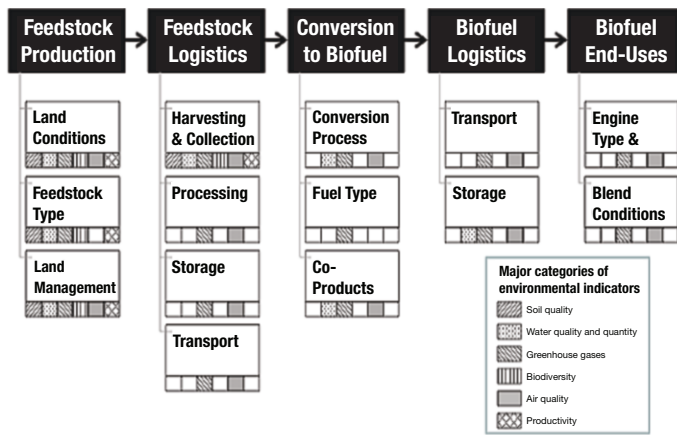 Feedstock
Production
Feedstock
Logistics
Conversion
to Biofuel
Biofuel
Logistics
Biofuel
End-Uses
Land
Conditions
Feedstock
Type
Land
Management
Harvesting
& Collection
Processing
Storage
Transport
Conversion
Process
Fuel Type
Co-
Products
Transport
Storage
Engine
Type &
Blend
Conditions
Major categories of
environmental indicators
Soil quality
Water quality and quantity
Greenhouse gases
Biodiversity
Air quality
Productivity